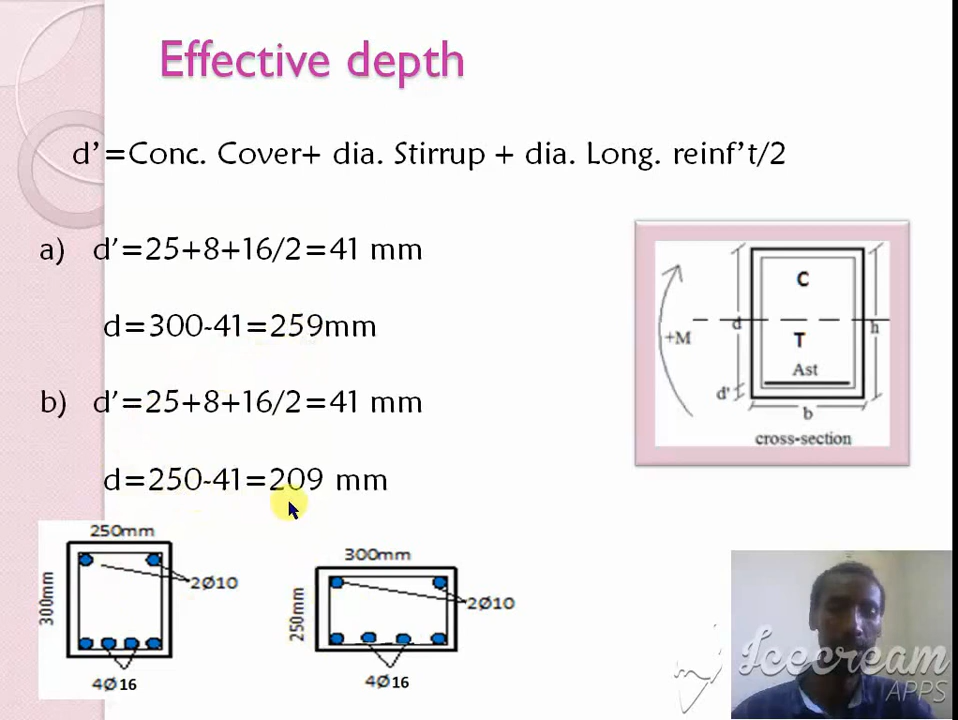 Effective depth
d’=Conc. Cover+ dia. Stirrup + dia. Long. reinf’t/2
a) d’=25+8+16/2=41 mm
d=300-41=259mm
b) d’=25+8+16/2=41 mm
d=250-41=209 mm
C
d
h
+M
T
Ast
d'
b
cross-section
250mm
300mm
2Ø10
4Ø16
300mm
250mm
2Ø10
4Ø16
Icecream
APPS